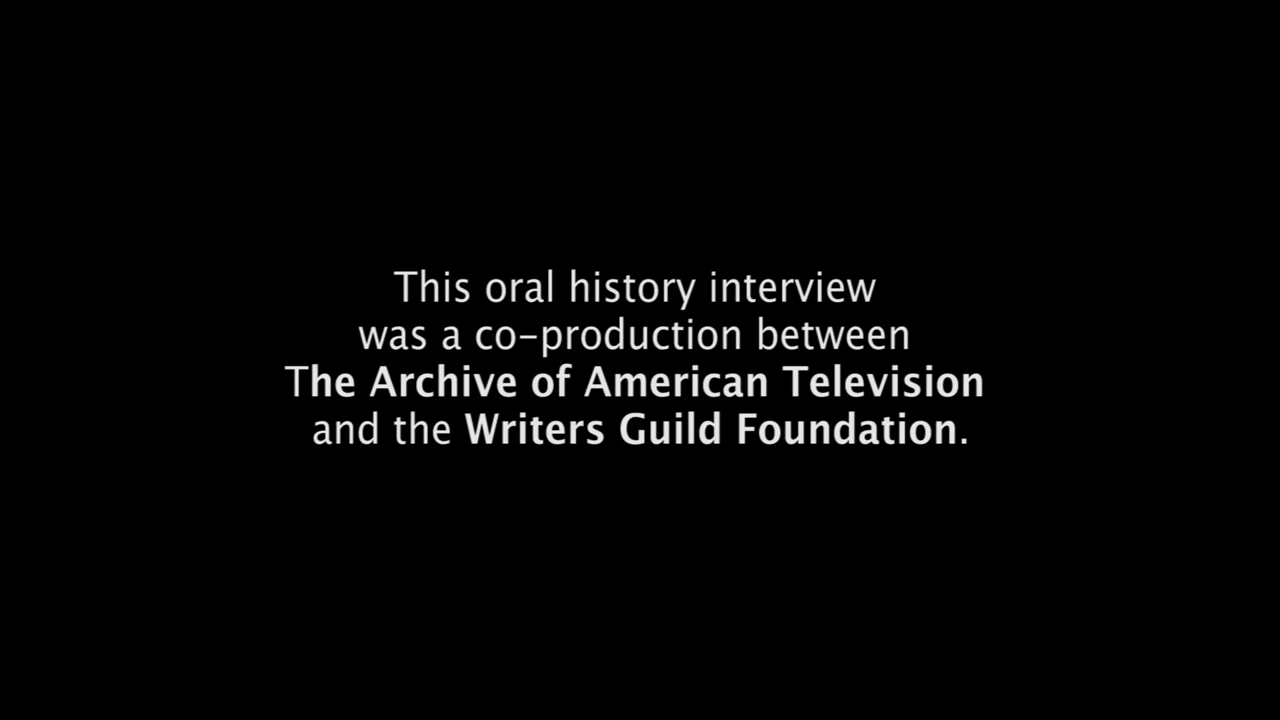 This oral history interview
was a co-production between
The Archive of American Television
and the Writers Guild Foundation.